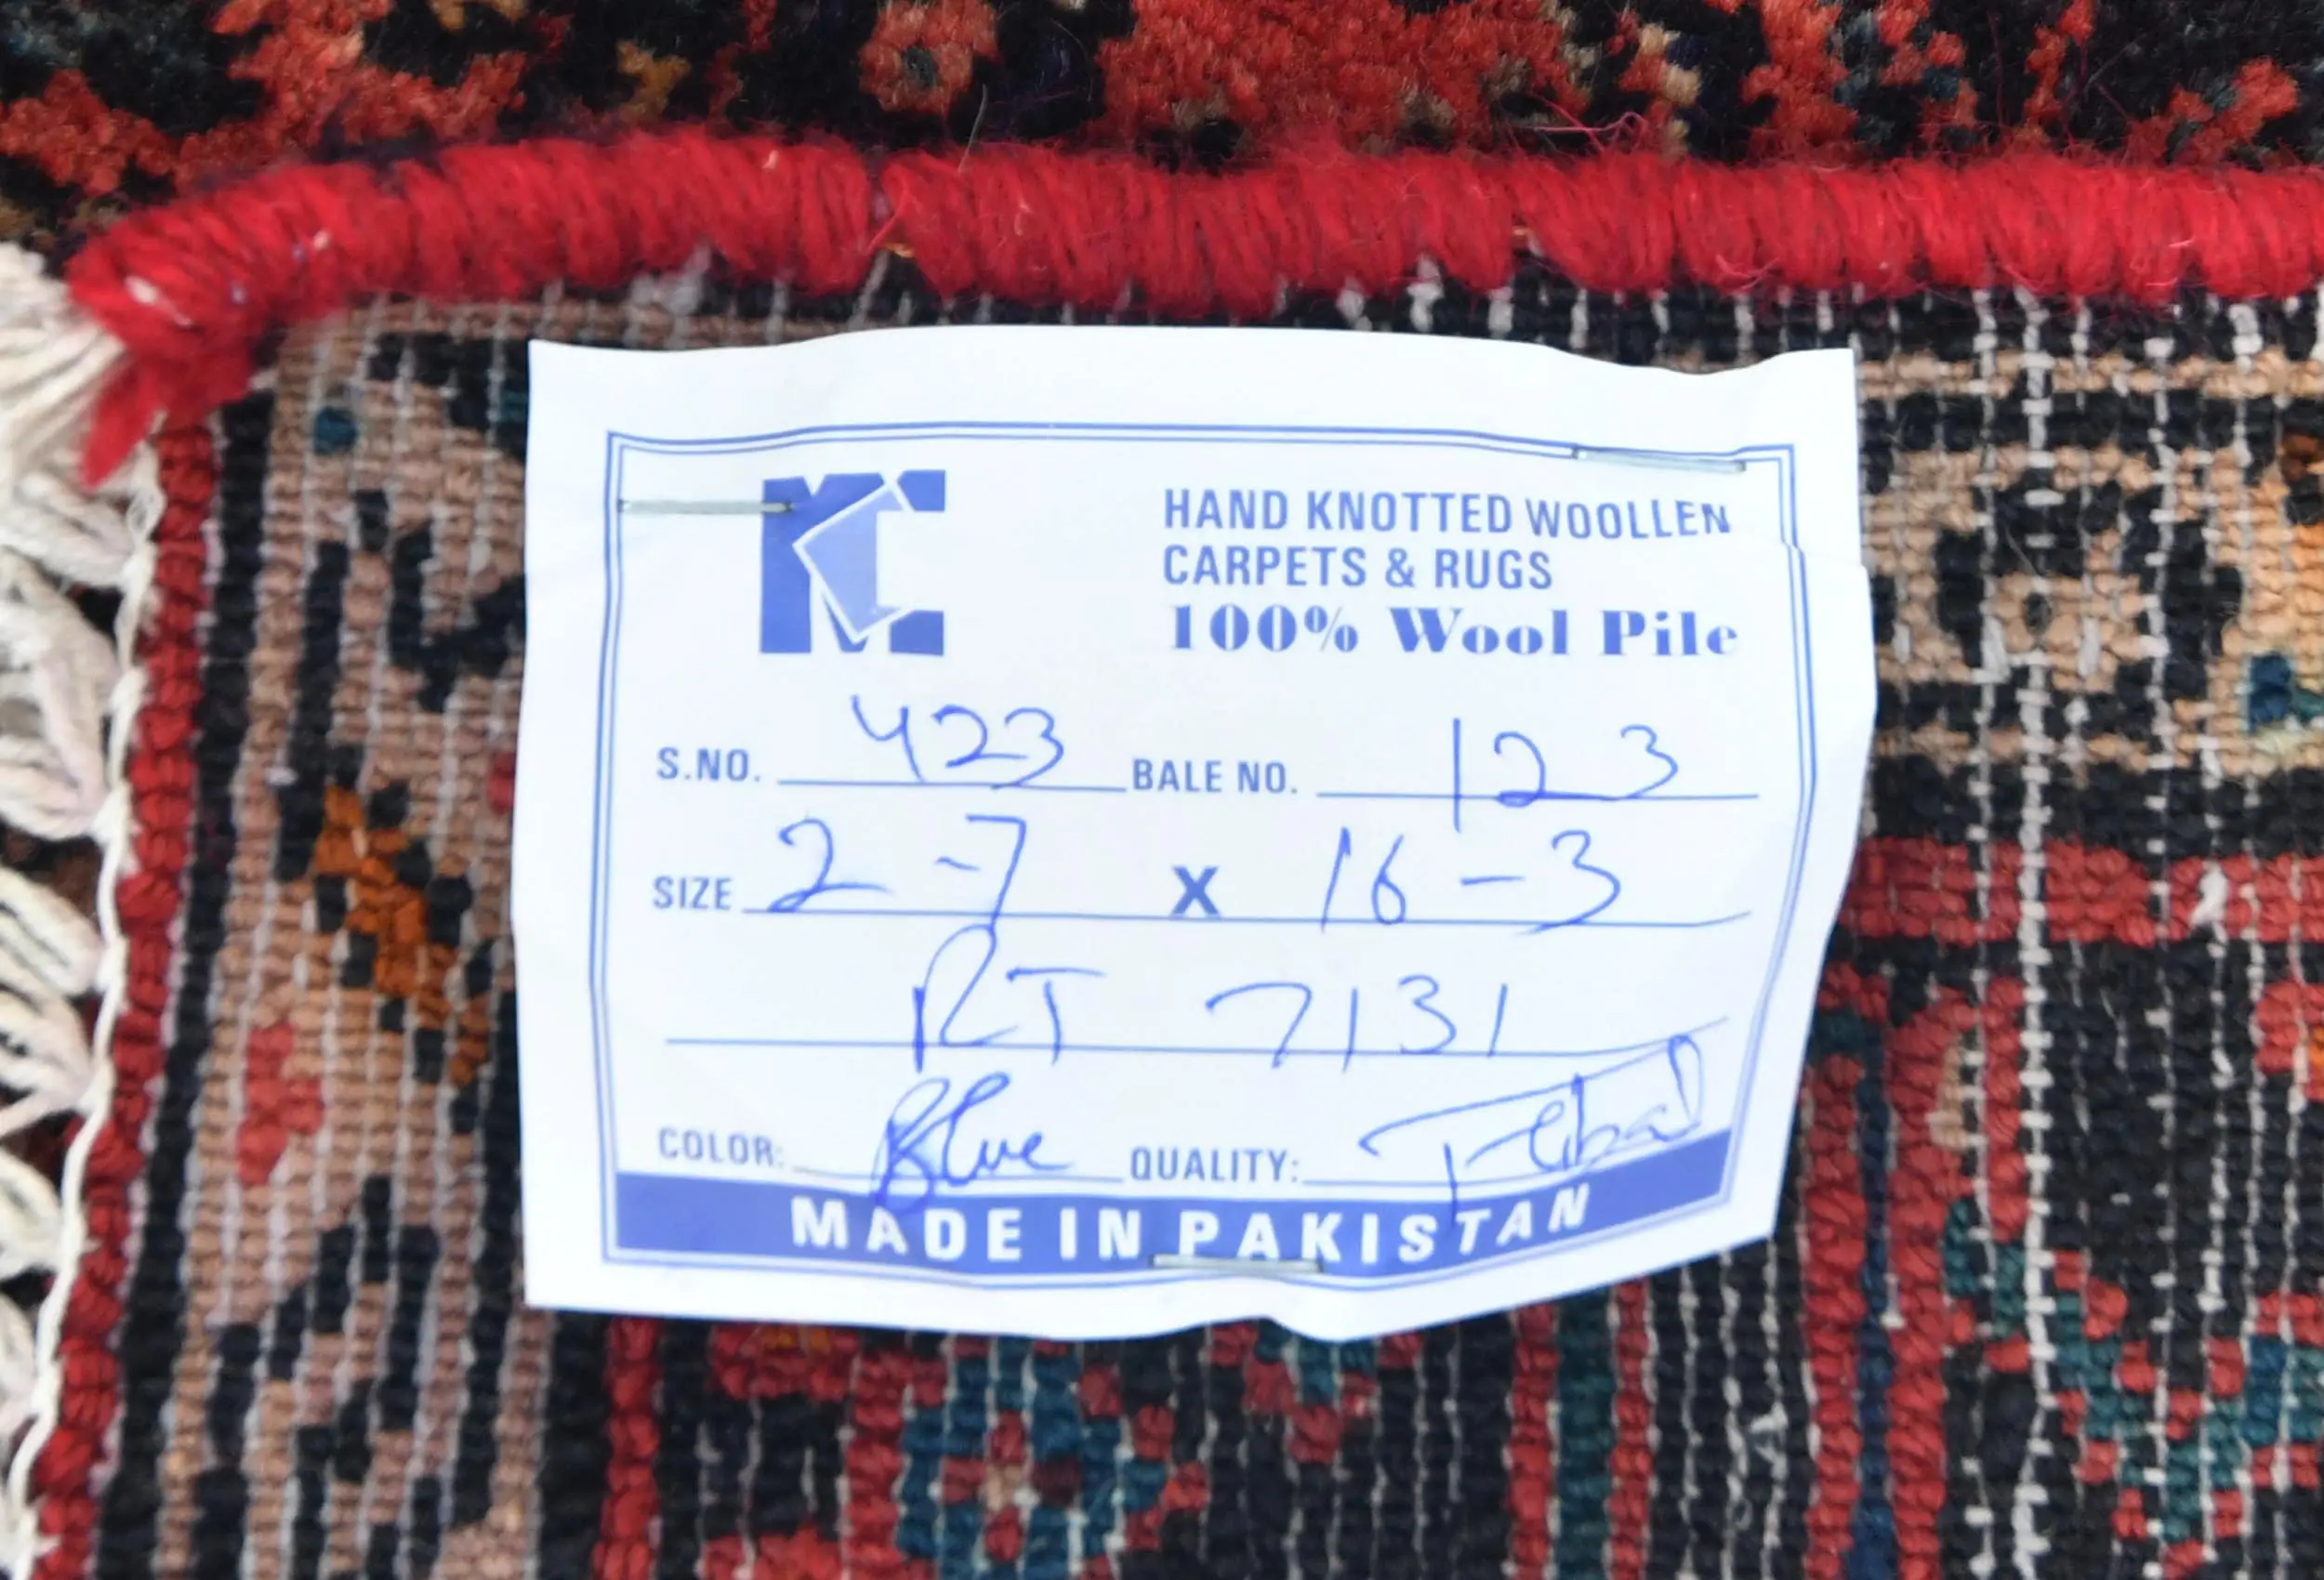 MC
HAND KNOTTED WOOLLEN
CARPETS & RUGS
100% Wool Pile
S.NO. 423 BALE NO. 123
SIZE 2-7 X 16-3
RT 7131
COLOR: Blue QUALITY:
MADE IN PAKISTAN